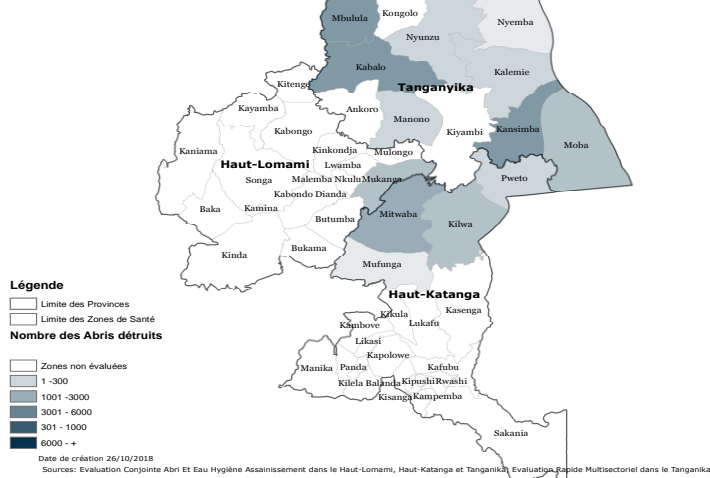 Mbulula
Kongolo
Nyemba
Nyunzu
Kabalo
Kalemie
Kitenge
Tanganyika
Kayamba
Ankoro
Manono
Kabongo
Kiyambi
Kansimba
Moba
Kaniama
Kinkondja
Mulongo
Haut-Lomami
Lwamba
Songa
Malemba Nkulu
Mukanga
Pweto
Kabondo Dianda
Baka
Kamina
Mitwaba
Butumba
Kilwa
Kinda
Bukama
Mufunga
Haut-Katanga
Kasenga
Kikula
Lukafu
Kambove
Likasi
Kapolowe
Manika
Panda
Kafubu
Kilela Balanda
Kipushi
Rwashi
Kisanga
Kampemba
Sakania
Légende
Limite des Provinces
Limite des Zones de Santé
Nombre des Abris détruits
Zones non évaluées
1 -300
1001 -3000
3001 - 6000
301 - 1000
6000 - +
Date de création 26/10/2018
Sources: Evaluation Conjointe Abri Et Eau Hygiène Assainissement dans le Haut-Lomami, Haut-Katanga et Tanganika; Evaluation Rapide Multisectoriel dans le Tanganika